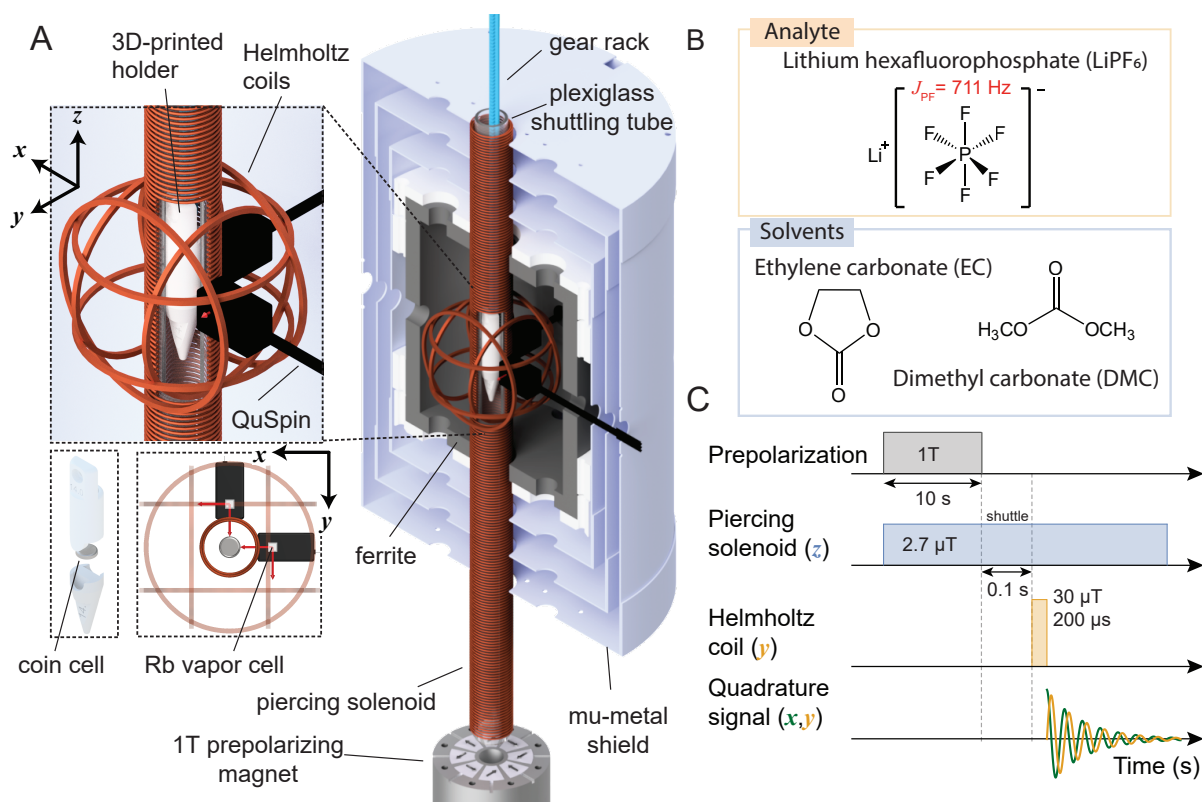 A
3D-printed
holder
Helmholtz
coils
gear rack
plexiglass
shuttling tube
z
x
y
QuSpin
x
y
ferrite
coin cell
Rb vapor cell
piercing solenoid
1T prepolarizing
magnet
mu-metal
shield
B
Analyte
Lithium hexafluorophosphate (LiPF₆)
J_PF = 711 Hz
Li⁺
−
F
F F
P
F F
F
Solvents
Ethylene carbonate (EC)
O O
O
O
H₃CO OCH₃
Dimethyl carbonate (DMC)
C
Prepolarization
1T
10 s
Piercing
solenoid (z)
shuttle
2.7 µT
0.1 s
Helmholtz
coil (y)
30 µT
200 µs
Quadrature
signal (x,y)
Time (s)